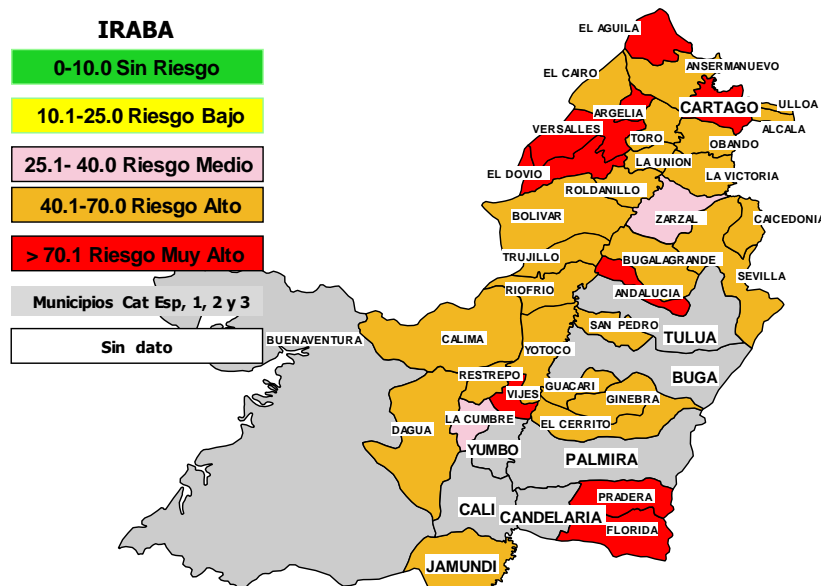 IRABA
0-10.0 Sin Riesgo
10.1-25.0 Riesgo Bajo
25.1- 40.0 Riesgo Medio
40.1-70.0 Riesgo Alto
> 70.1 Riesgo Muy Alto
Municipios Cat Esp, 1, 2 y 3
Sin dato
EL AGUILA
ANSERMANUEVO
EL CAIRO
CARTAGO
ULLOA
ARGELIA
ALCALA
VERSALLES
TORO
OBANDO
LA UNION
EL DOVIO
LA VICTORIA
ROLDANILLO
BOLIVAR
ZARZAL
CAICEDONIA
TRUJILLO
BUGALAGRANDE
SEVILLA
RIOFRIO
ANDALUCIA
SAN PEDRO
TULUA
BUENAVENTURA
CALIMA
YOTOCO
RESTREPO
BUGA
GUACARI
VIJES
GINEBRA
LA CUMBRE
EL CERRITO
DAGUA
YUMBO
PALMIRA
PRADERA
CALI
CANDELARIA
FLORIDA
JAMUNDI